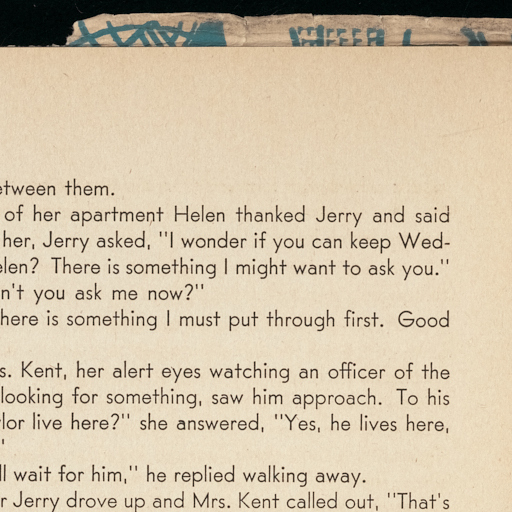 etween them.
of her apartment Helen thanked Jerry and said
her, Jerry asked, "I wonder if you can keep Wed-
elen? There is something I might want to ask you."
n't you ask me now?"
here is something I must put through first. Good
s. Kent, her alert eyes watching an officer of the
looking for something, saw him approach. To his
lor live here?" she answered, "Yes, he lives here,
"
ll wait for him," he replied walking away.
r Jerry drove up and Mrs. Kent called out, "That's